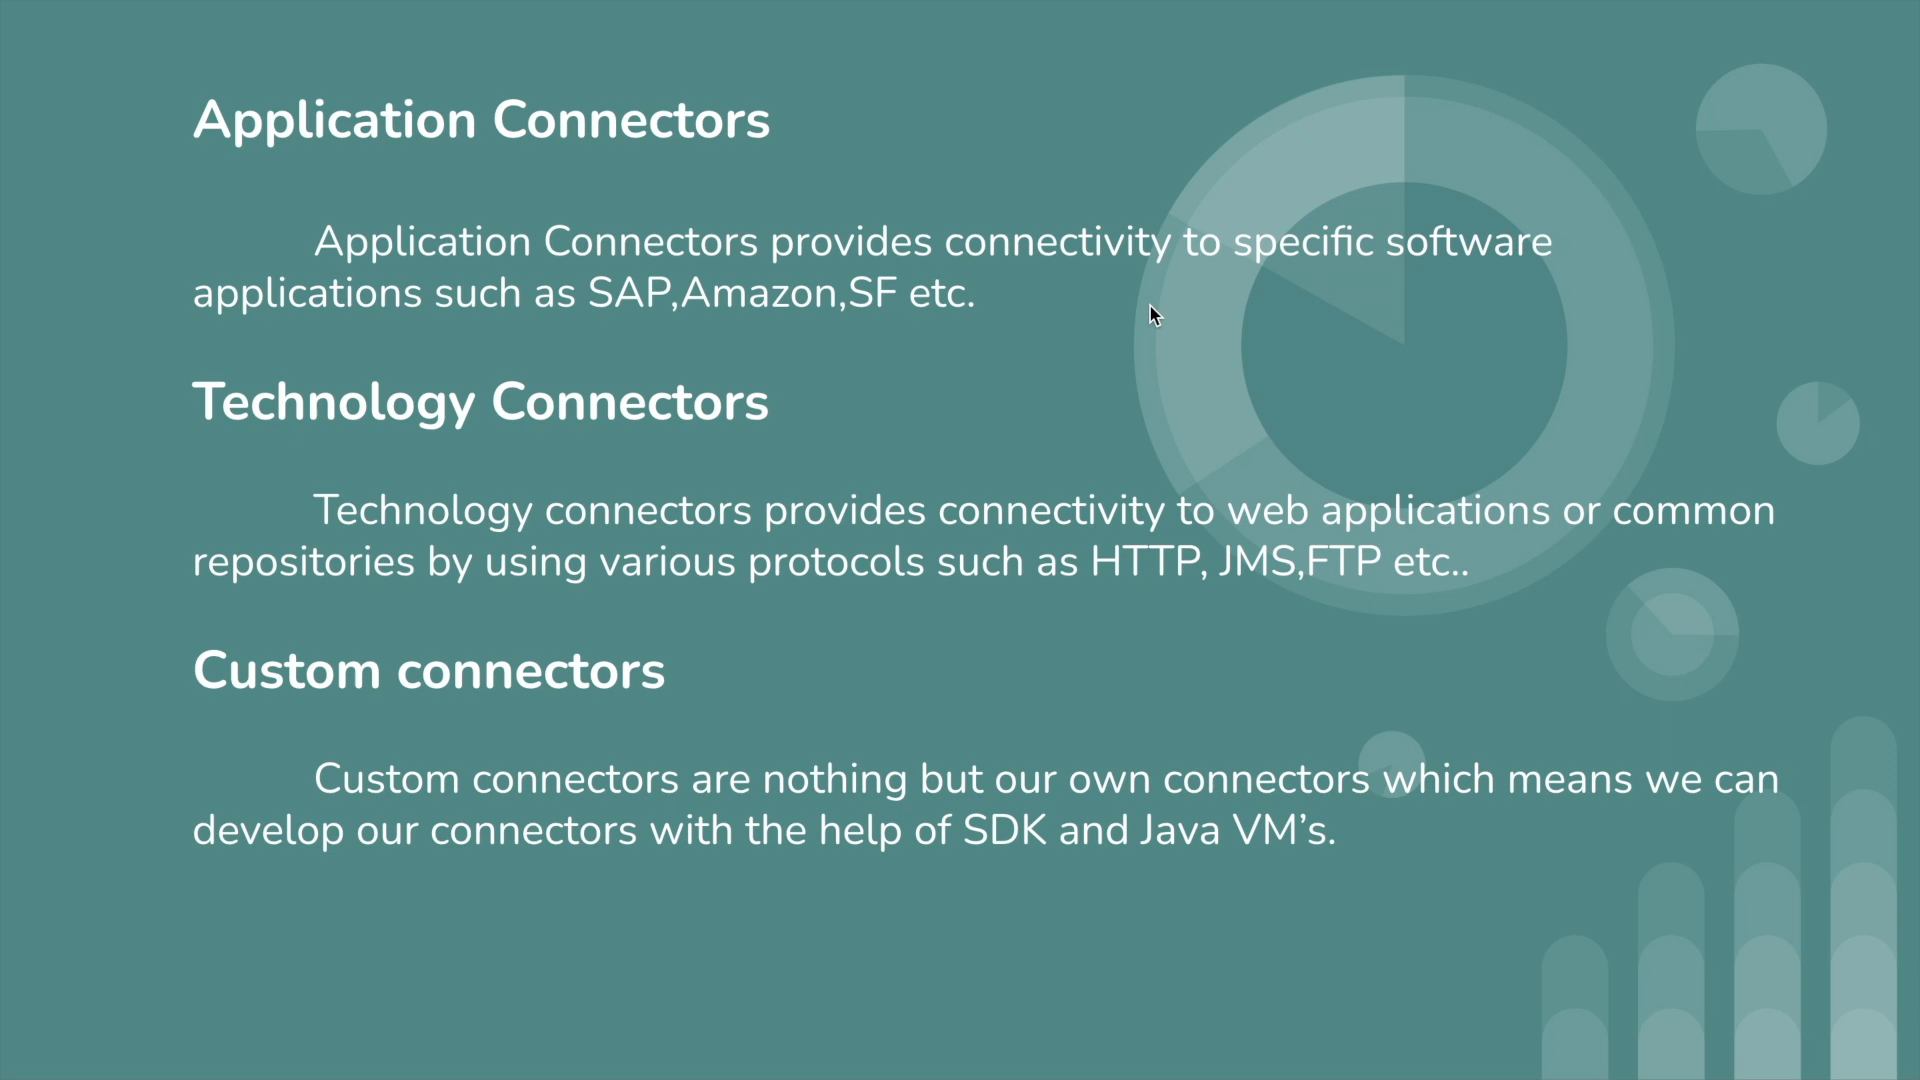 Application Connectors
Application Connectors provides connectivity to specific software
applications such as SAP,Amazon,SF etc.
Technology Connectors
Technology connectors provides connectivity to web applications or common
repositories by using various protocols such as HTTP, JMS,FTP etc..
Custom connectors
Custom connectors are nothing but our own connectors which means we can
develop our connectors with the help of SDK and Java VM’s.